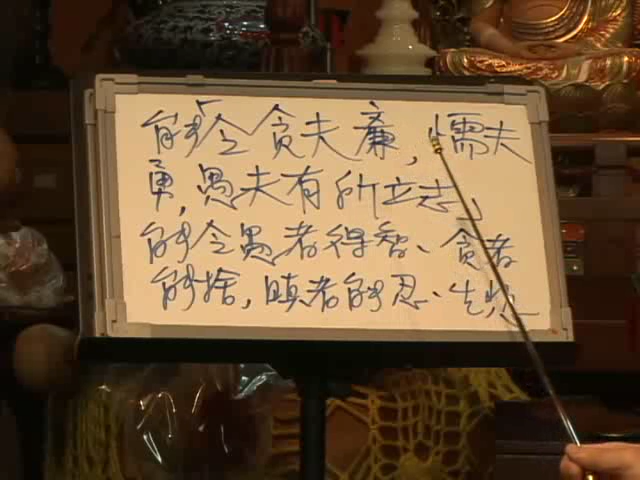 能「令貪夫廉，懦夫
勇，愚夫有所立志」
能令愚者得智、貪者
能捨，瞋者能忍、生起